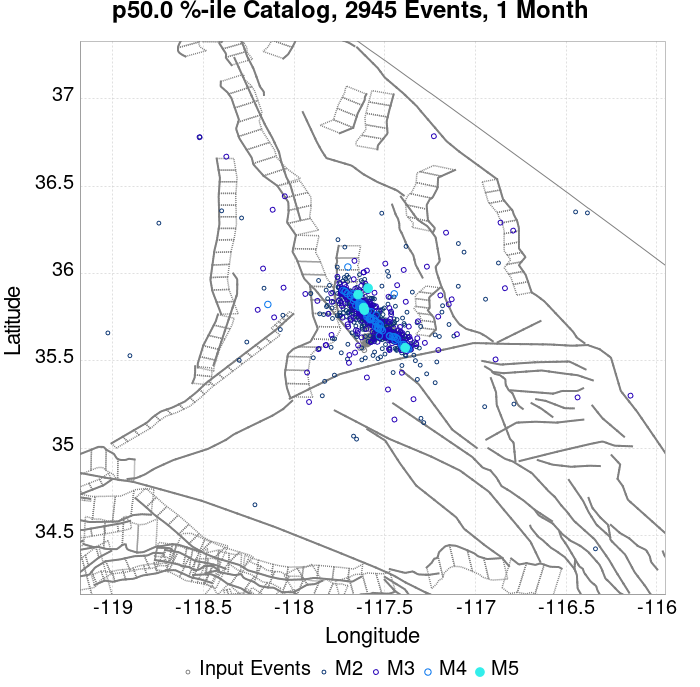 p50.0 %-ile Catalog, 2945 Events, 1 Month
37
36.5
36
35.5
35
34.5
Latitude
-119 -118.5 -118 -117.5 -117 -116.5 -116
Longitude
Input Events M2 M3 M4 M5